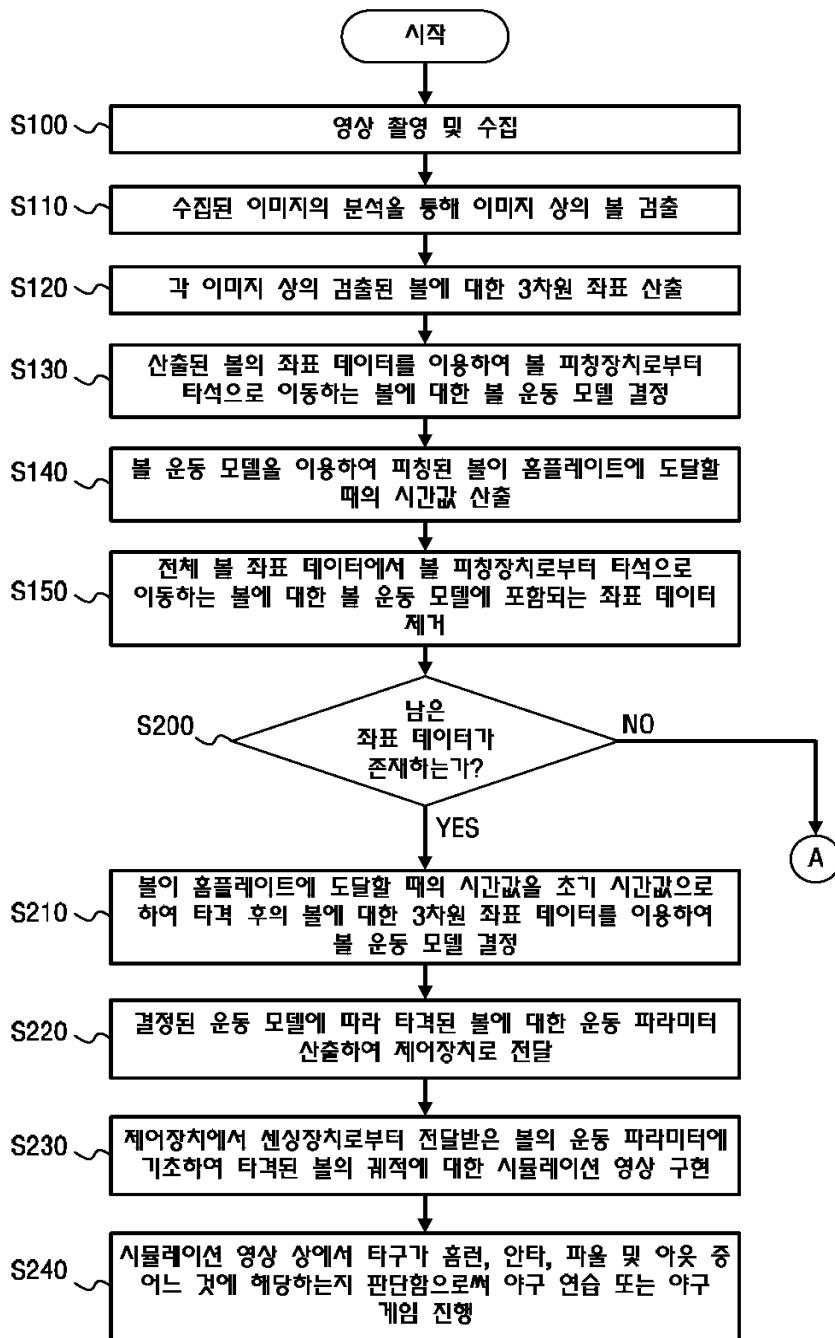 시작
S100
영상 촬영 및 수집
S110
수집된 이미지의 분석을 통해 이미지 상의 볼 검출
S120
각 이미지 상의 검출된 볼에 대한 3차원 좌표 산출
S130
산출된 볼의 좌표 데이터를 이용하여 볼 피칭장치로부터
타석으로 이동하는 볼에 대한 볼 운동 모델 결정
S140
볼 운동 모델을 이용하여 피칭된 볼이 홈플레이트에 도달할
때의 시간값 산출
S150
전체 볼 좌표 데이터에서 볼 피칭장치로부터 타석으로
이동하는 볼에 대한 볼 운동 모델에 포함되는 좌표 데이터
제거
S200
남은
좌표 데이터가
존재하는가?
NO
YES
A
S210
볼이 홈플레이트에 도달할 때의 시간값을 초기 시간값으로
하여 타격 후의 볼에 대한 3차원 좌표 데이터를 이용하여
볼 운동 모델 결정
S220
결정된 운동 모델에 따라 타격된 볼에 대한 운동 파라미터
산출하여 제어장치로 전달
S230
제어장치에서 센싱장치로부터 전달받은 볼의 운동 파라미터에
기초하여 타격된 볼의 궤적에 대한 시뮬레이션 영상 구현
S240
시뮬레이션 영상 상에서 타구가 홈런, 안타, 파울 및 아웃 중
어느 것에 해당하는지 판단함으로써 야구 연습 또는 야구
게임 진행